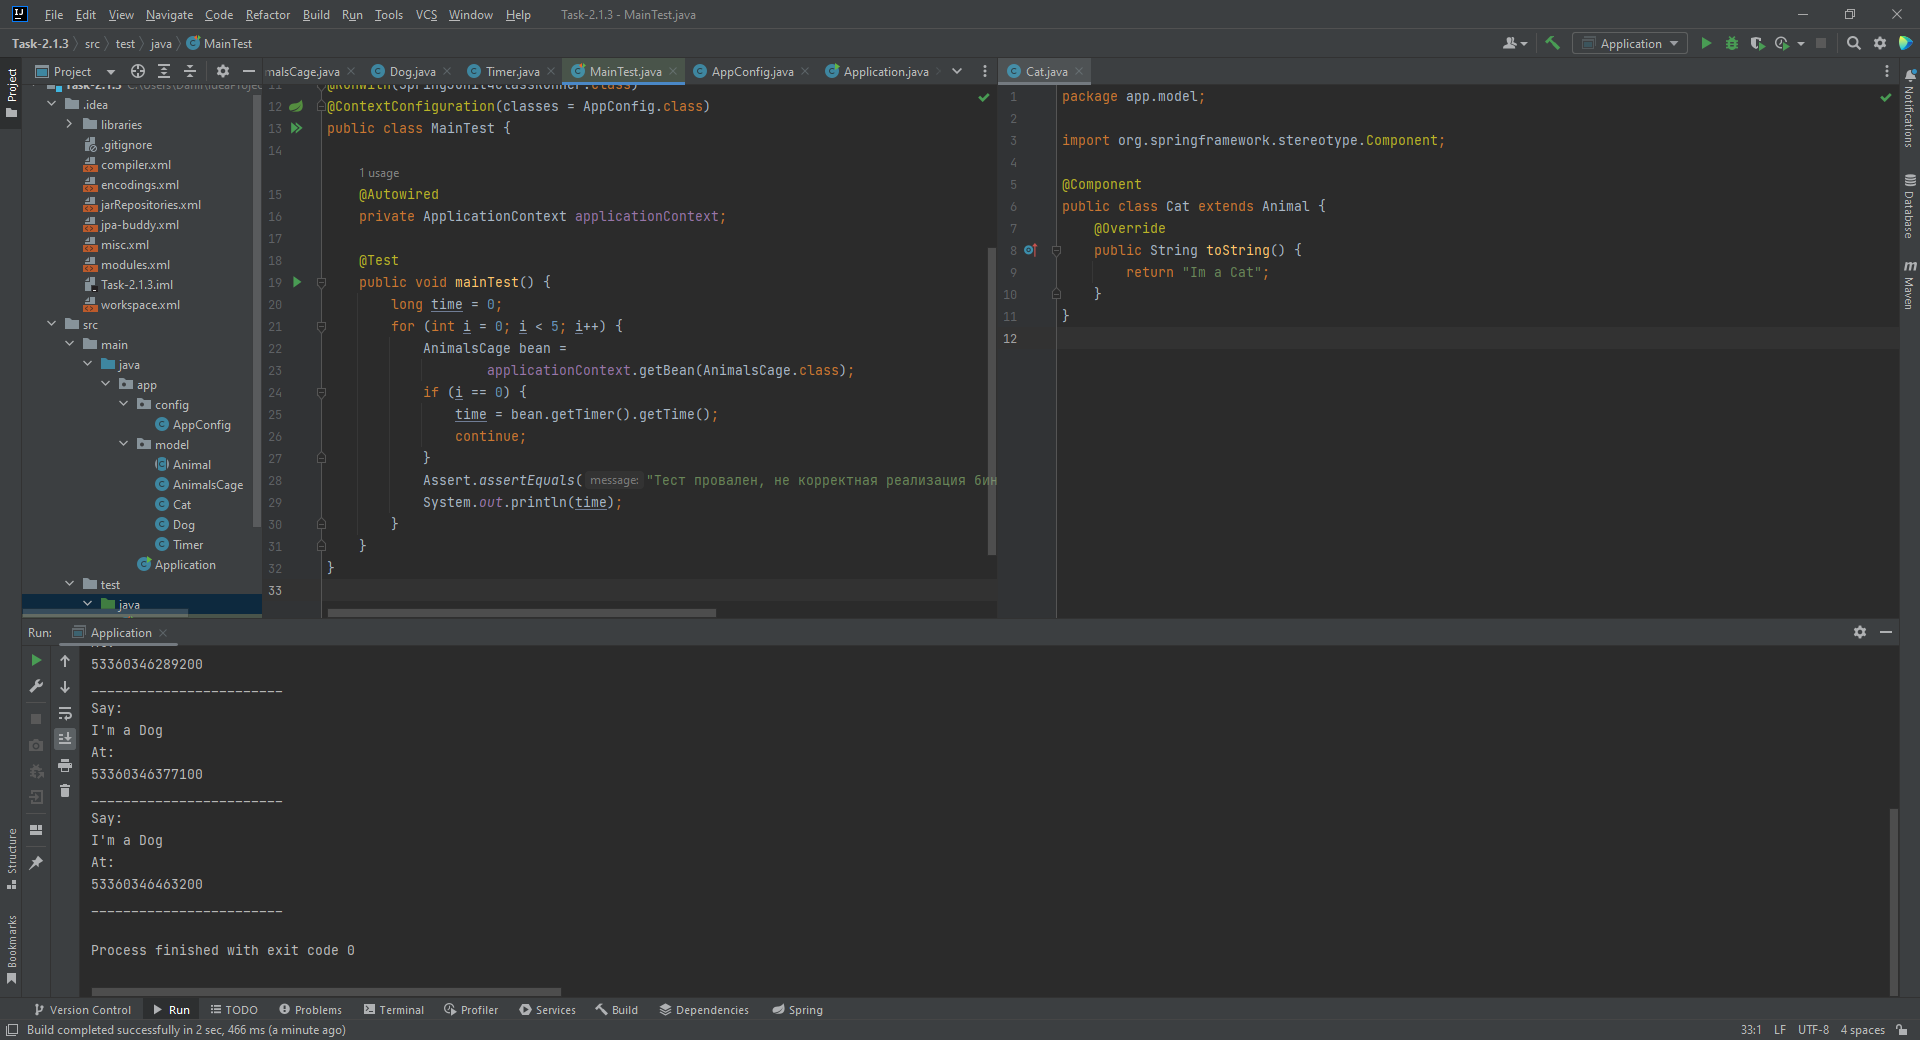 File Edit View Navigate Code Refactor Build Run Tools VCS Window Help Task-2.1.3 - MainTest.java
Task-2.1.3 src test java MainTest Application
Project malsCage.java Dog.java Timer.java MainTest.java AppConfig.java Application.java Cat.java
Project
Structure
Bookmarks
Task-2.1.3
.idea
libraries
.gitignore
compiler.xml
encodings.xml
jarRepositories.xml
jpa-buddy.xml
misc.xml
modules.xml
Task-2.1.3.iml
workspace.xml
src
main
java
app
config
AppConfig
model
Animal
AnimalsCage
Cat
Dog
Timer
Application
test
java
11 @RunWith(SpringJUnit4ClassRunner.class)
12 @ContextConfiguration(classes = AppConfig.class)
13 public class MainTest {
14
1 usage
15 @Autowired
16 private ApplicationContext applicationContext;
17
18 @Test
19 public void mainTest() {
20 long time = 0;
21 for (int i = 0; i < 5; i++) {
22 AnimalsCage bean =
23 applicationContext.getBean(AnimalsCage.class);
24 if (i == 0) {
25 time = bean.getTimer().getTime();
26 continue;
27 }
28 Assert.assertEquals( message: "Тест провален, не корректная реализация бин
29 System.out.println(time);
30 }
31 }
32 }
33
1 package app.model;
2
3 import org.springframework.stereotype.Component;
4
5 @Component
6 public class Cat extends Animal {
7 @Override
8 public String toString() {
9 return "Im a Cat";
10 }
11 }
12
Notifications
Database
m Maven
Run: Application
53360346289200
________________________
Say:
I'm a Dog
At:
53360346377100
________________________
Say:
I'm a Dog
At:
53360346463200
________________________
Process finished with exit code 0
Version Control Run TODO Problems Terminal Profiler Services Build Dependencies Spring
Build completed successfully in 2 sec, 466 ms (a minute ago) 33:1 LF UTF-8 4 spaces